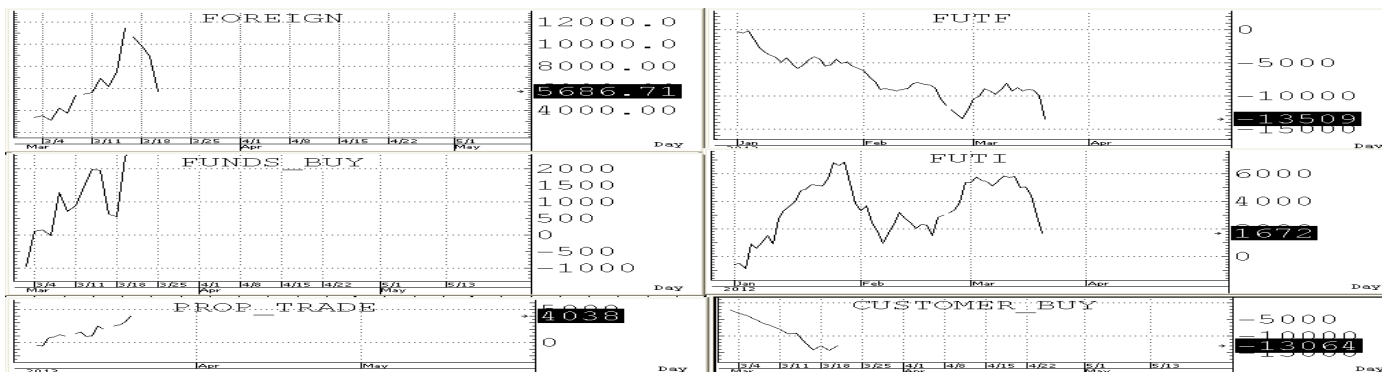 FOREIGN
12000.0
10000.0
8000.00
5686.71
4000.00
3/4 3/11 3/18 3/25 4/1 4/8 4/15 4/22 5/1
Mar Apr May Day
FUTF
0
-5000
-10000
-13509
-15000
Jan Feb Mar Apr
Day
FUNDS_BUY
2000
1500
1000
500
0
-500
-1000
3/4 3/11 3/18 3/25 4/1 4/8 4/15 4/22 5/1 5/13
Mar Apr May Day
FUTI
6000
4000
1672
0
Jan Feb Mar Apr
2012 Day
PROP_TRADE
4038
0
Apr May
2012 Day
CUSTOMER_BUY
-5000
-10000
-13064
3/4 3/11 3/18 3/25 4/1 4/8 4/15 4/22 5/1 5/13
Mar Apr May Day